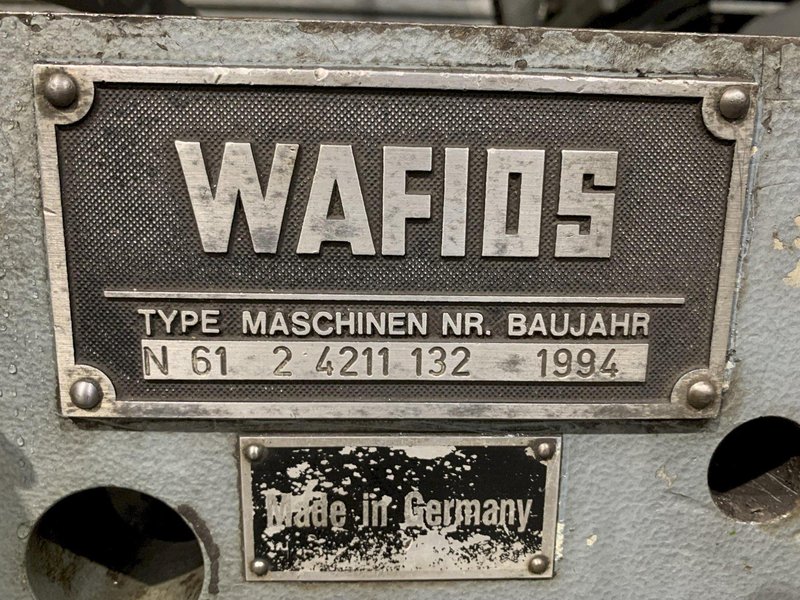 WAFIOS
TYPE MASCHINEN NR. BAUJAHR
N 61 2 4211 132 1994
Made in Germany